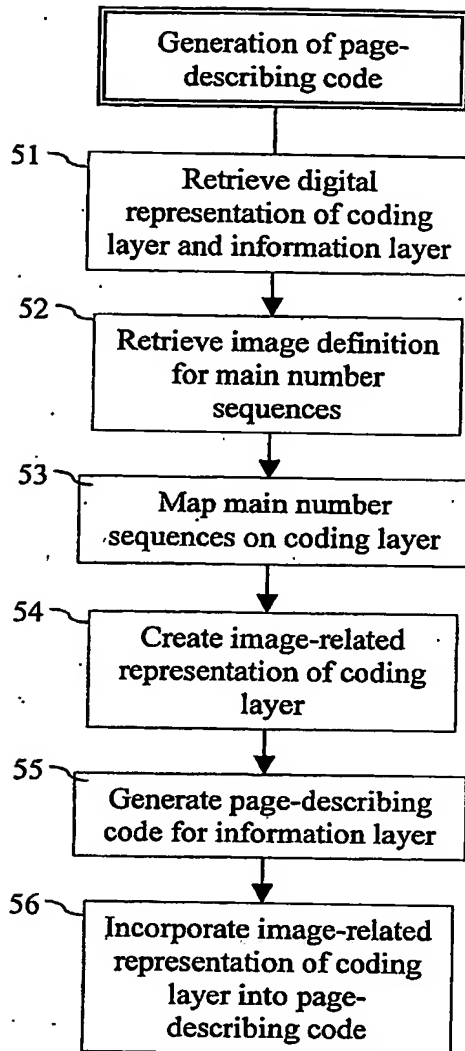 Generation of page-
describing code
51
Retrieve digital
representation of coding
layer and information layer
52
Retrieve image definition
for main number
sequences
53
Map main number
sequences on coding layer
54
Create image-related
representation of coding
layer
55
Generate page-describing
code for information layer
56
Incorporate image-related
representation of coding
layer into page-
describing code